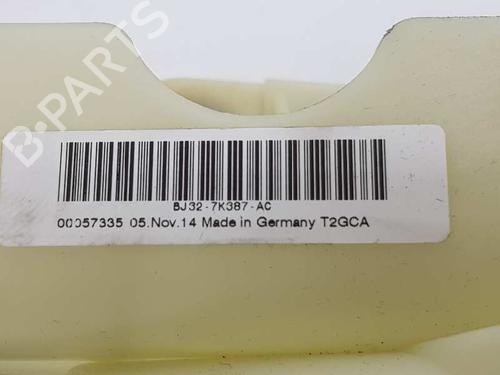 B-PARTS
BJ32-7K387-AC
00057335 05.Nov.14 Made in Germany T2GCA